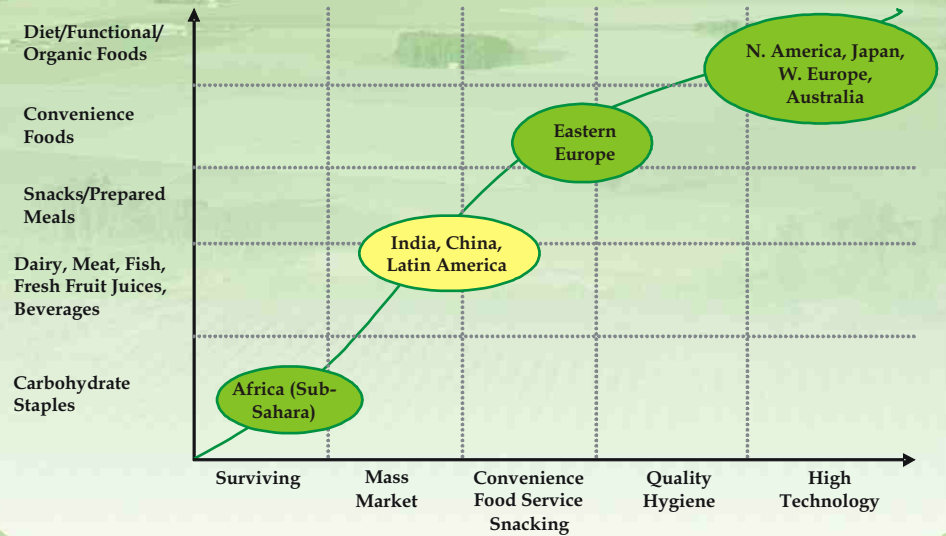 Diet/Functional/
Organic Foods
N. America, Japan,
W. Europe,
Australia
Convenience
Foods
Eastern
Europe
Snacks/Prepared
Meals
India, China,
Latin America
Dairy, Meat, Fish,
Fresh Fruit Juices,
Beverages
Carbohydrate
Staples
Africa (Sub-
Sahara)
Surviving
Mass
Market
Convenience
Food Service
Snacking
Quality
Hygiene
High
Technology